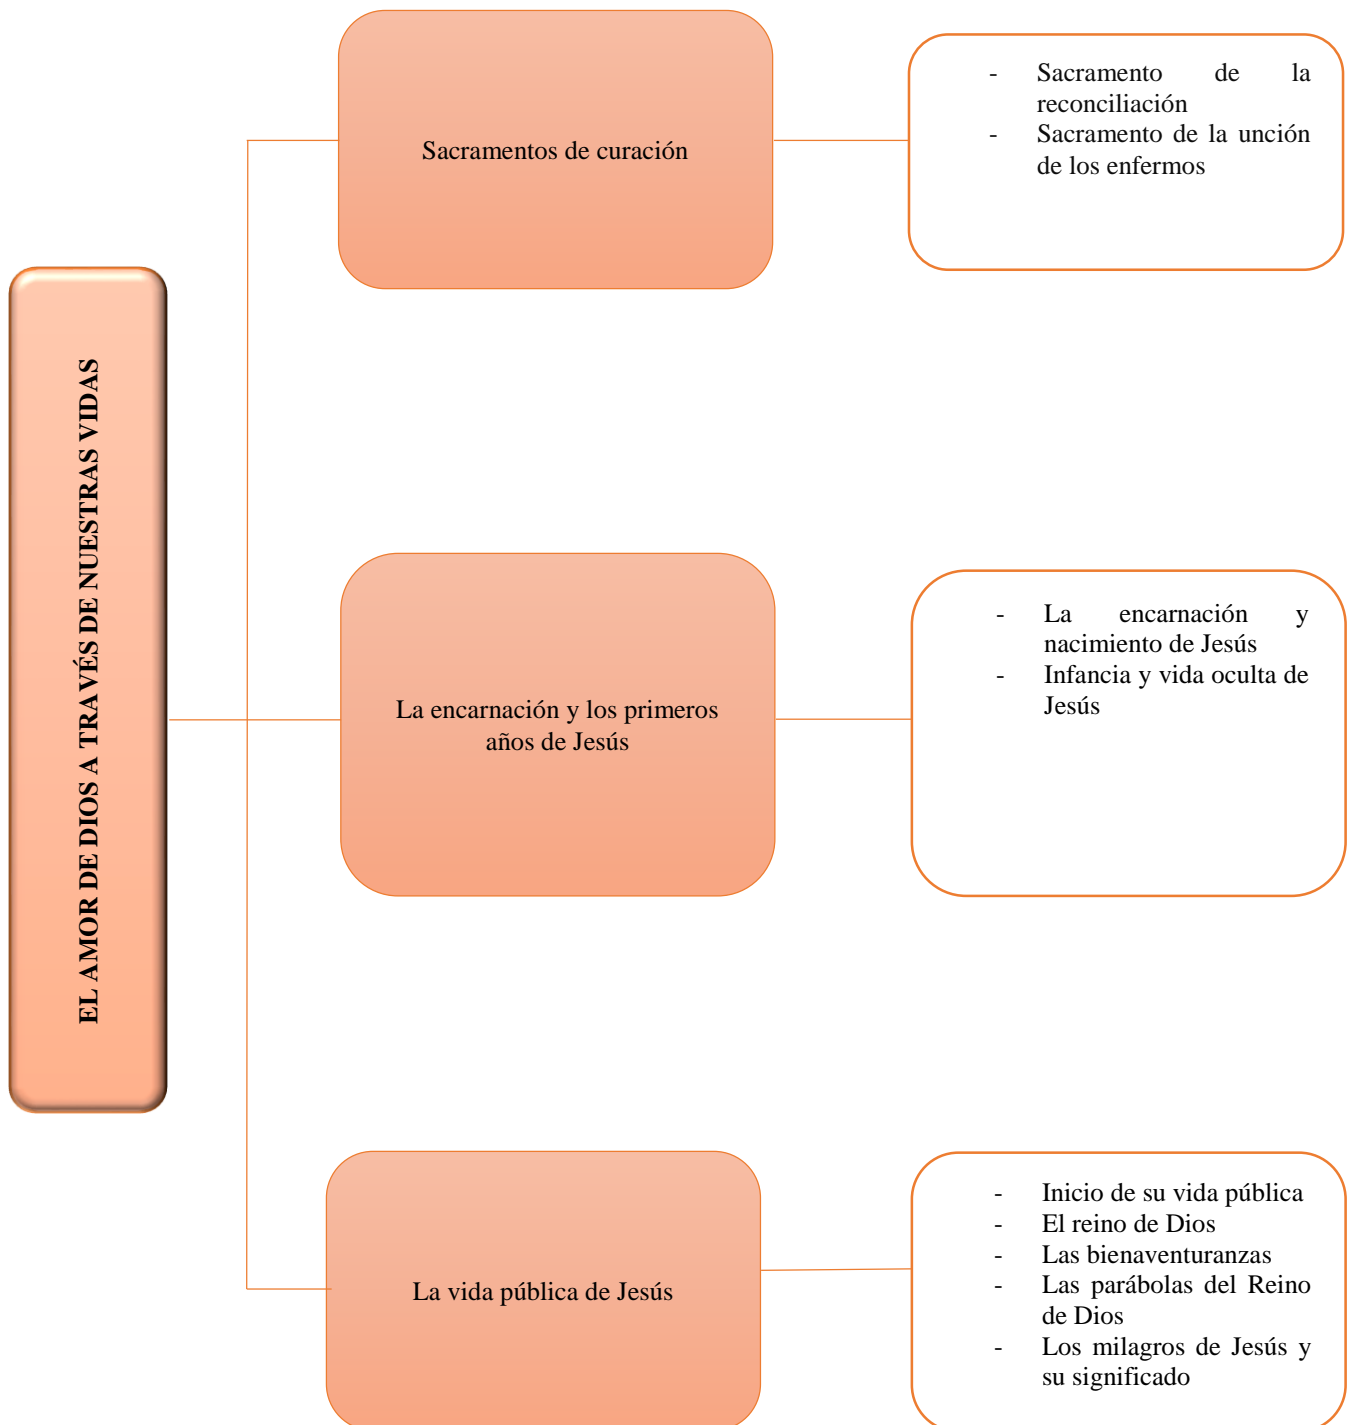 EL AMOR DE DIOS A TRAVÉS DE NUESTRAS VIDAS
Sacramentos de curación
- Sacramento de la
reconciliación
- Sacramento de la unción
de los enfermos
La encarnación y los primeros
años de Jesús
- La encarnación y
nacimiento de Jesús
- Infancia y vida oculta de
Jesús
La vida pública de Jesús
- Inicio de su vida pública
- El reino de Dios
- Las bienaventuranzas
- Las parábolas del Reino
de Dios
- Los milagros de Jesús y
su significado